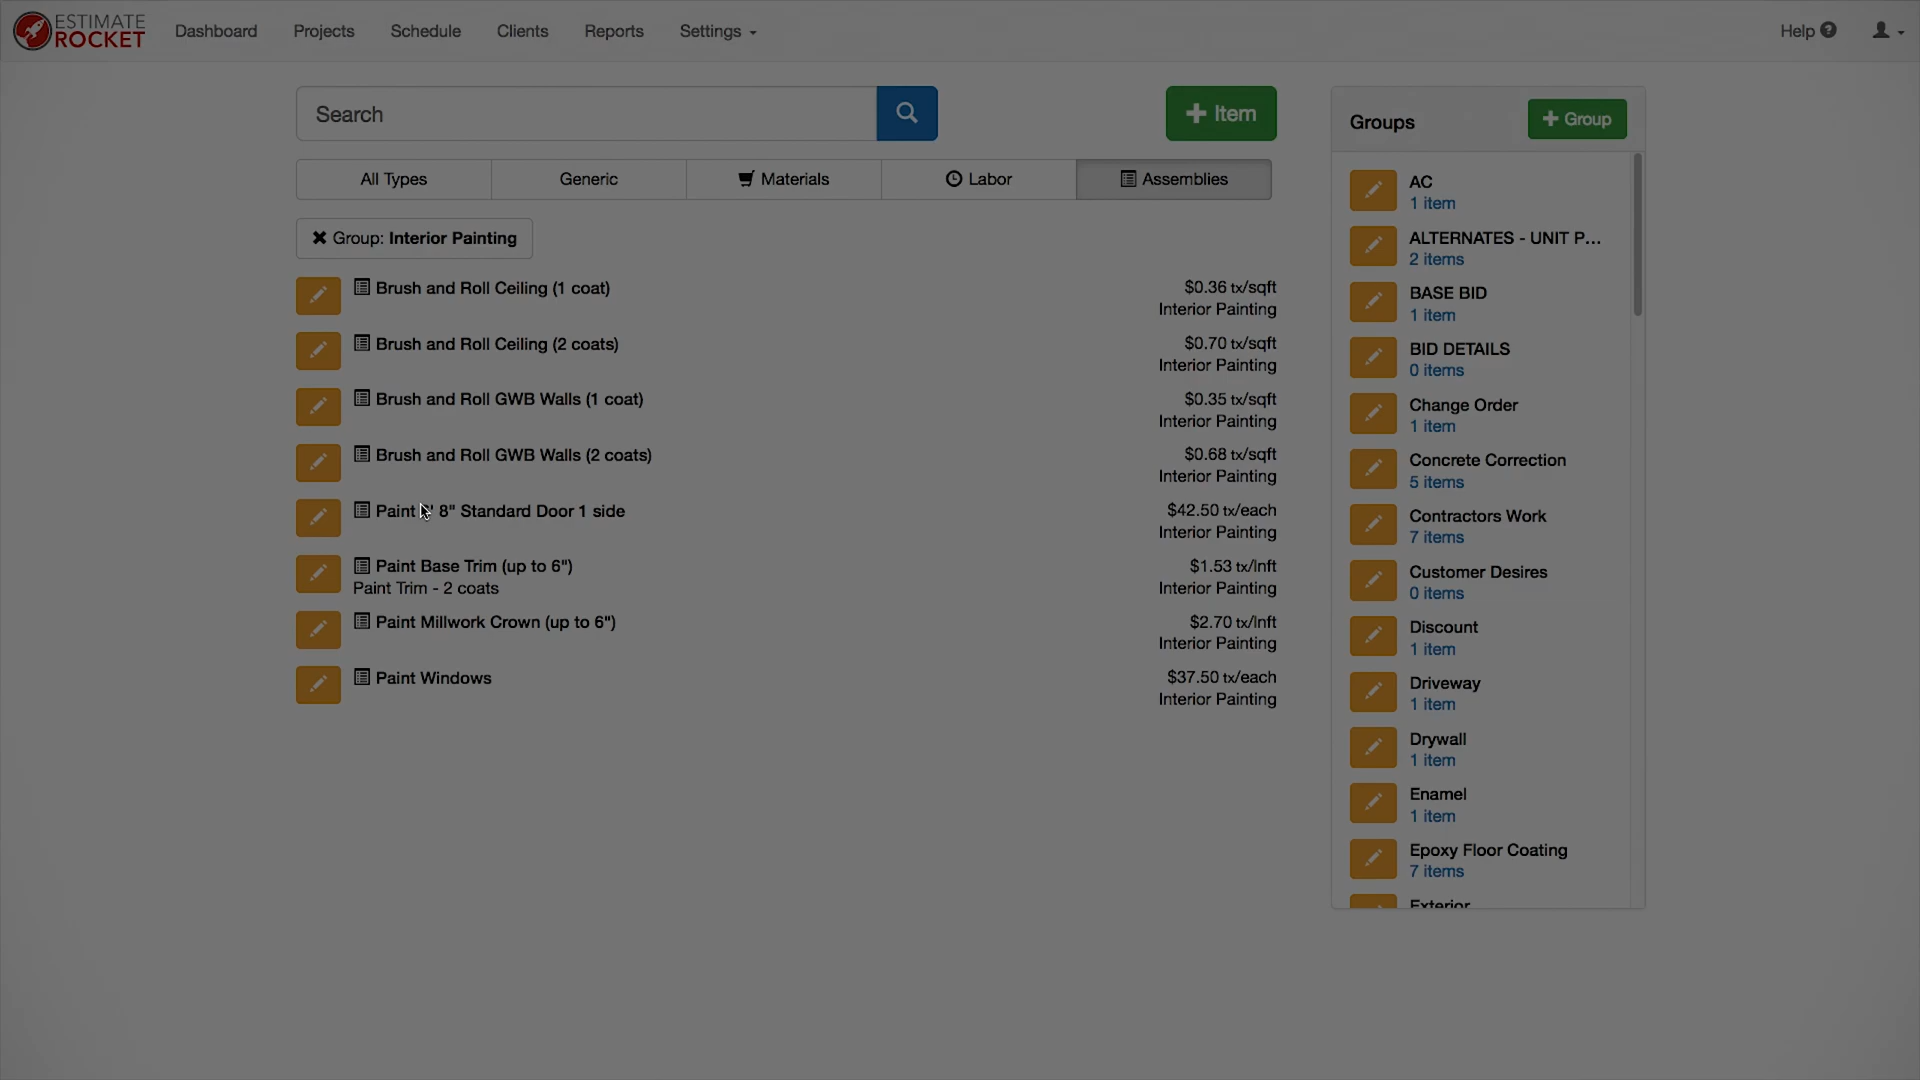 ESTIMATE
ROCKET
Dashboard
Projects
Schedule
Clients
Reports
Settings
Help
Search
Item
All Types
Generic
Materials
Labor
Assemblies
Group: Interior Painting
Brush and Roll Ceiling (1 coat)
$0.36 tx/sqft
Interior Painting
Brush and Roll Ceiling (2 coats)
$0.70 tx/sqft
Interior Painting
Brush and Roll GWB Walls (1 coat)
$0.35 tx/sqft
Interior Painting
Brush and Roll GWB Walls (2 coats)
$0.68 tx/sqft
Interior Painting
Paint 8" Standard Door 1 side
$42.50 tx/each
Interior Painting
Paint Base Trim (up to 6")
Paint Trim - 2 coats
$1.53 tx/lnft
Interior Painting
Paint Millwork Crown (up to 6")
$2.70 tx/lnft
Interior Painting
Paint Windows
$37.50 tx/each
Interior Painting
Groups
Group
AC
1 item
ALTERNATES - UNIT P...
2 items
BASE BID
1 item
BID DETAILS
0 items
Change Order
1 item
Concrete Correction
5 items
Contractors Work
7 items
Customer Desires
0 items
Discount
1 item
Driveway
1 item
Drywall
1 item
Enamel
1 item
Epoxy Floor Coating
7 items
Exterior